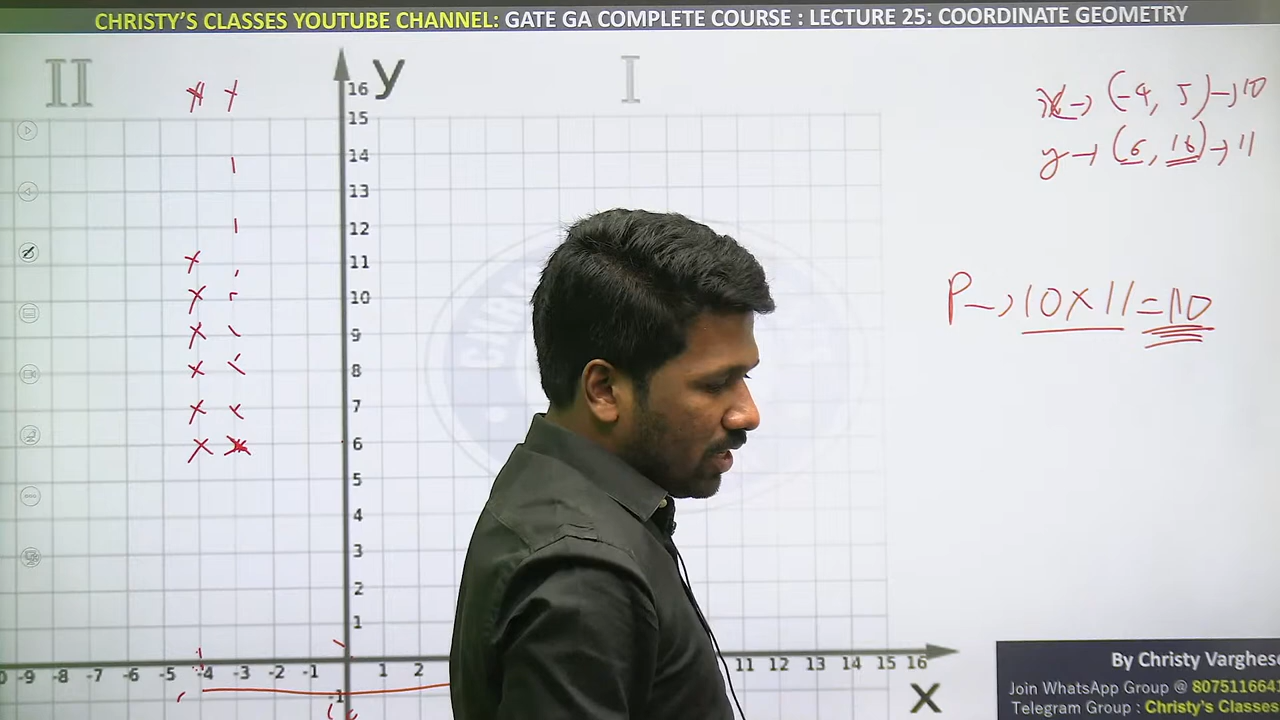 CHRISTY'S CLASSES YOUTUBE CHANNEL: GATE GA COMPLETE COURSE : LECTURE 25: COORDINATE GEOMETRY
II
I
y
16
15
14
13
12
11
10
9
8
7
6
5
4
3
2
1
x → (-4, 5) → 10
y → (6, 16) → 11
P → 10 x 11 = 110
-9 -8 -7 -6 -5 -4 -3 -2 -1 1 2 11 12 13 14 15 16
-1
X
By Christy Varghese
Join WhatsApp Group @ 8075116641
Telegram Group : Christy's Classes